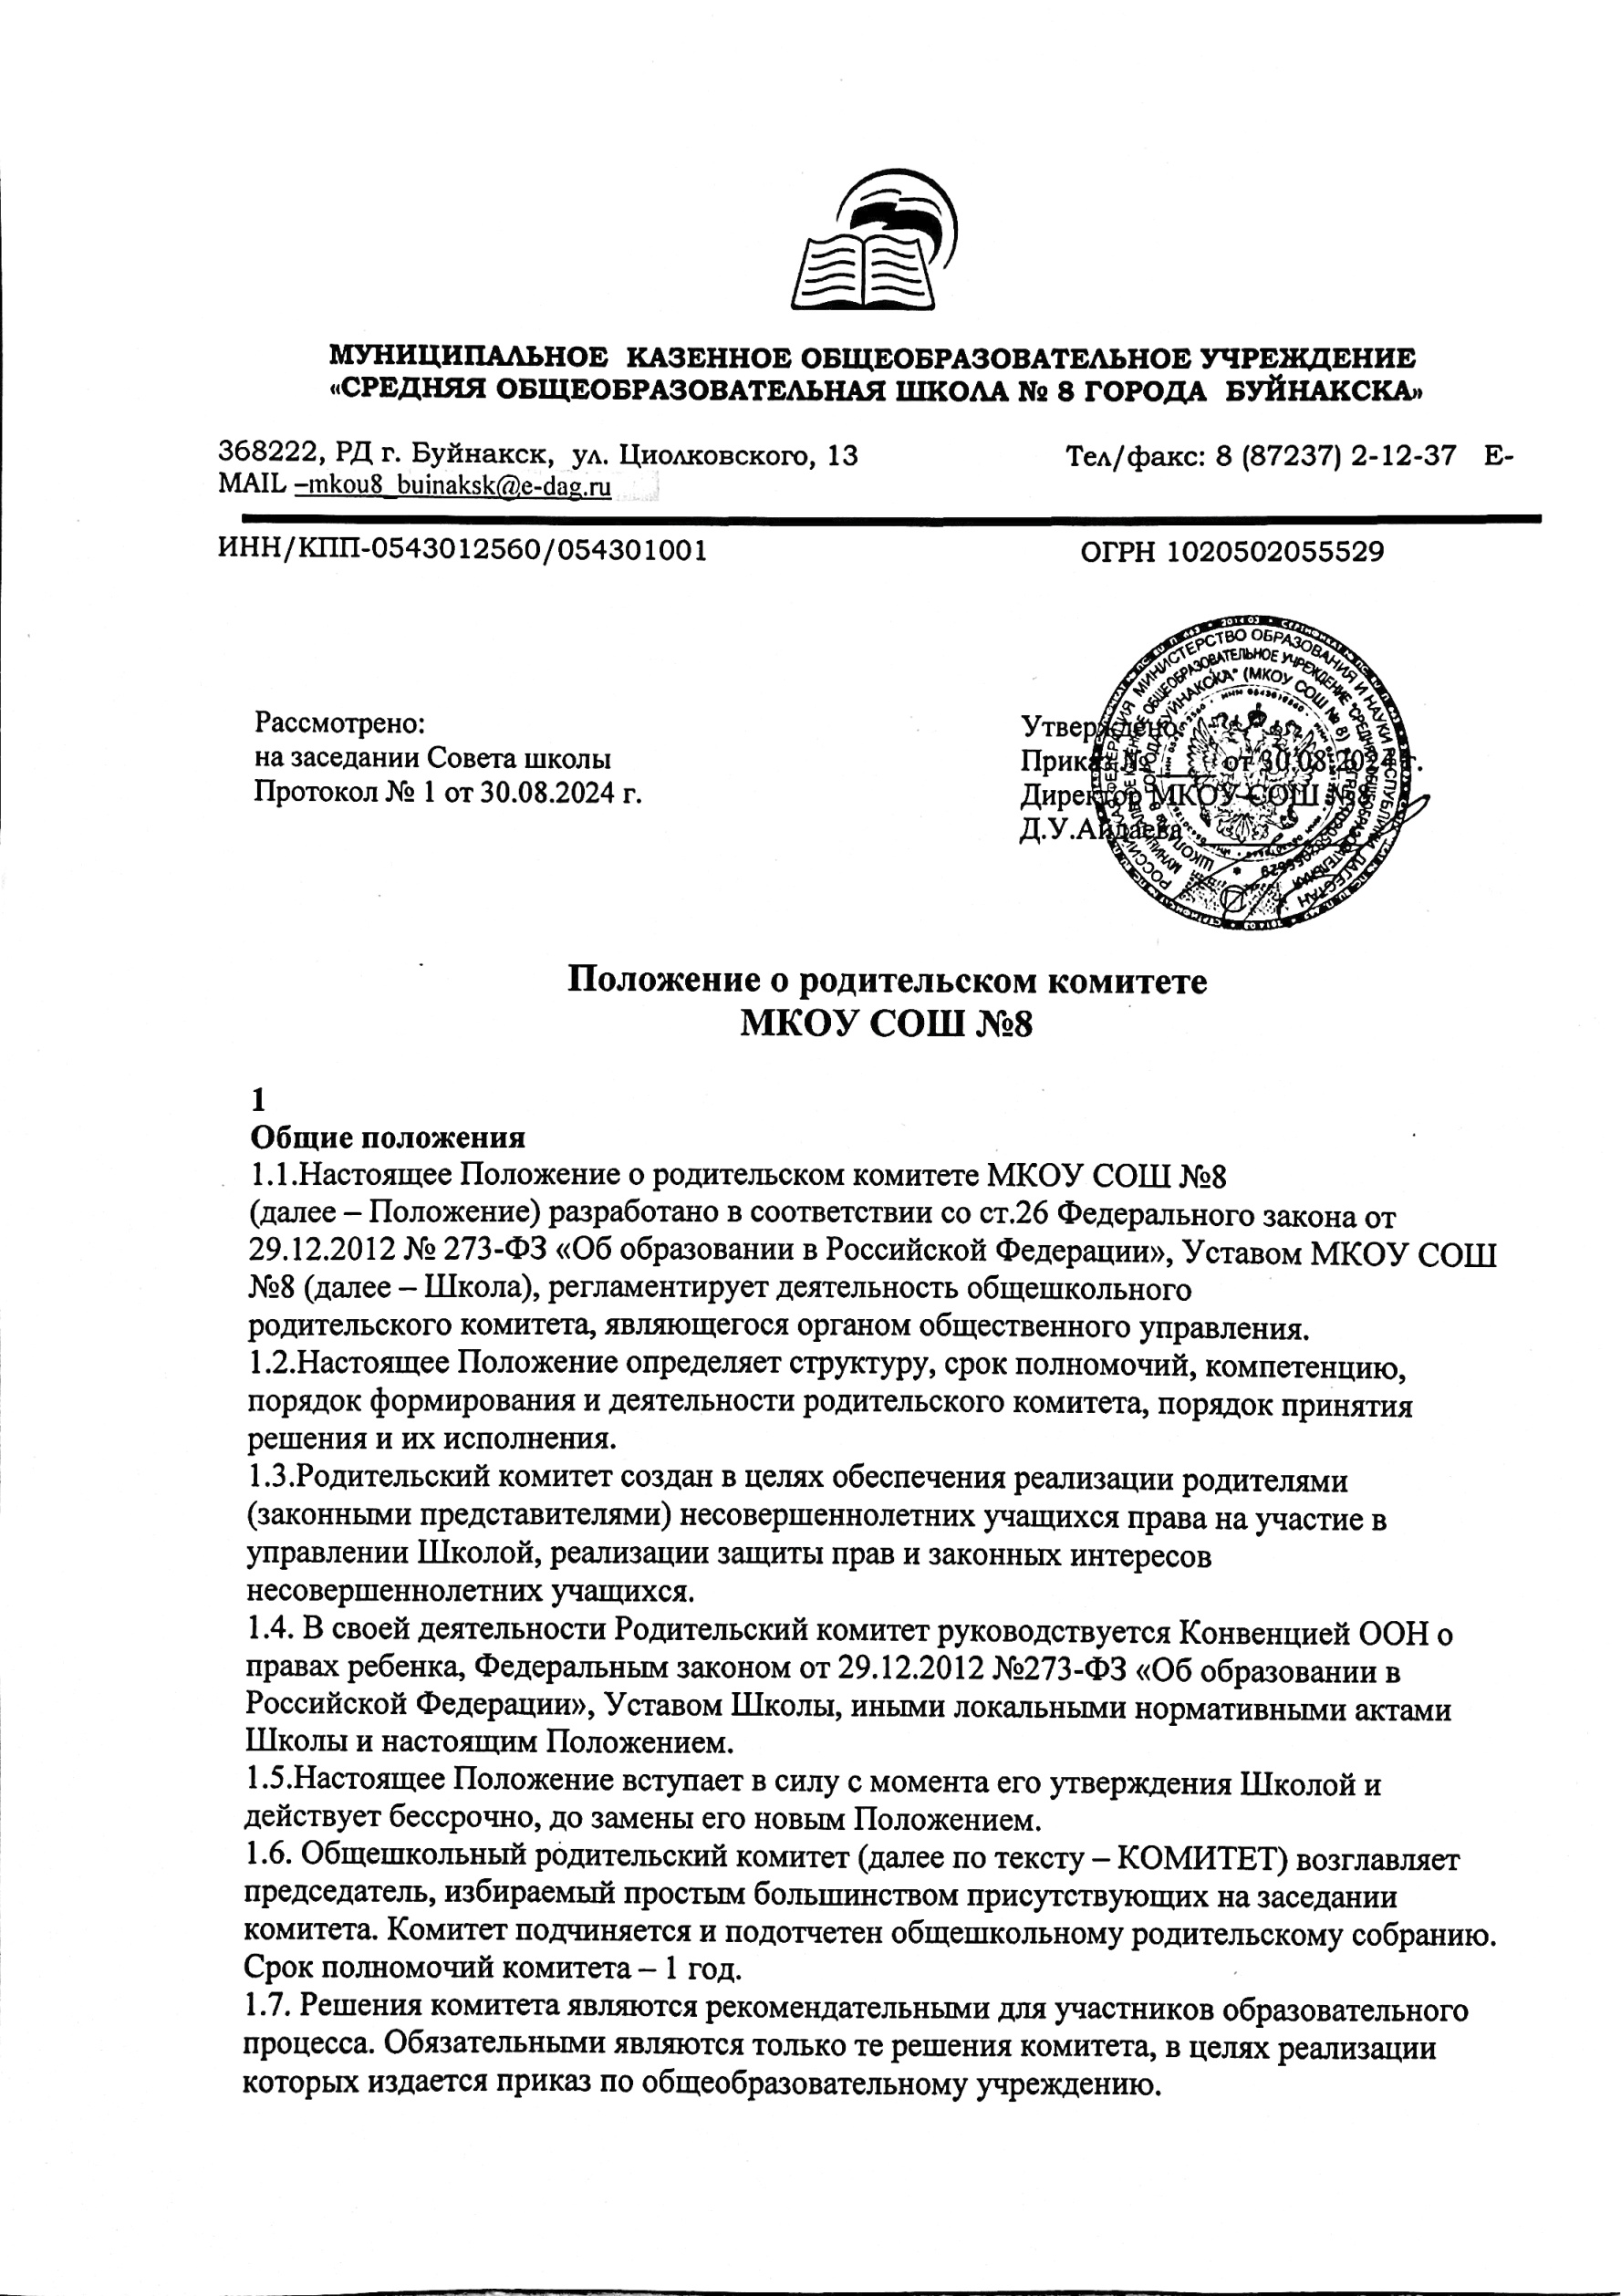 МУНИЦИПАЛЬНОЕ КАЗЕННОЕ ОБЩЕОБРАЗОВАТЕЛЬНОЕ УЧРЕЖДЕНИЕ
«СРЕДНЯЯ ОБЩЕОБРАЗОВАТЕЛЬНАЯ ШКОЛА № 8 ГОРОДА БУЙНАКСКА»
368222, РД г. Буйнакск, ул. Циолковского, 13 Тел/факс: 8 (87237) 2-12-37 E-
MAIL –mkou8_buinaksk@e-dag.ru
ИНН/КПП-0543012560/054301001 ОГРН 1020502055529
Рассмотрено:
на заседании Совета школы
Протокол № 1 от 30.08.2024 г.
Утверждено
Приказ № от 30.08.2024 г.
Директор МКОУ СОШ №8
Д.У.Айдаева
РОССИЙСКАЯ ФЕДЕРАЦИЯ МИНИСТЕРСТВО ОБРАЗОВАНИЯ И НАУКИ РЕСПУБЛИКИ ДАГЕСТАН
Положение о родительском комитете
МКОУ СОШ №8
1
Общие положения
1.1.Настоящее Положение о родительском комитете МКОУ СОШ №8
(далее – Положение) разработано в соответствии со ст.26 Федерального закона от
29.12.2012 № 273-ФЗ «Об образовании в Российской Федерации», Уставом МКОУ СОШ
№8 (далее – Школа), регламентирует деятельность общешкольного
родительского комитета, являющегося органом общественного управления.
1.2.Настоящее Положение определяет структуру, срок полномочий, компетенцию,
порядок формирования и деятельности родительского комитета, порядок принятия
решения и их исполнения.
1.3.Родительский комитет создан в целях обеспечения реализации родителями
(законными представителями) несовершеннолетних учащихся права на участие в
управлении Школой, реализации защиты прав и законных интересов
несовершеннолетних учащихся.
1.4. В своей деятельности Родительский комитет руководствуется Конвенцией ООН о
правах ребенка, Федеральным законом от 29.12.2012 №273-ФЗ «Об образовании в
Российской Федерации», Уставом Школы, иными локальными нормативными актами
Школы и настоящим Положением.
1.5.Настоящее Положение вступает в силу с момента его утверждения Школой и
действует бессрочно, до замены его новым Положением.
1.6. Общешкольный родительский комитет (далее по тексту – КОМИТЕТ) возглавляет
председатель, избираемый простым большинством присутствующих на заседании
комитета. Комитет подчиняется и подотчетен общешкольному родительскому собранию.
Срок полномочий комитета – 1 год.
1.7. Решения комитета являются рекомендательными для участников образовательного
процесса. Обязательными являются только те решения комитета, в целях реализации
которых издается приказ по общеобразовательному учреждению.